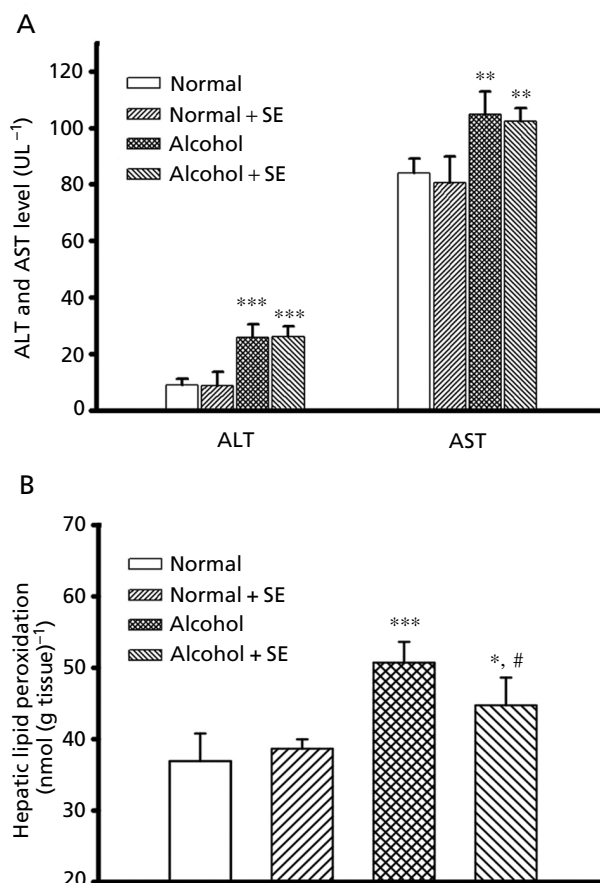 A
ALT and AST level (UL⁻¹)
120
100
80
60
40
20
0
Normal
Normal + SE
Alcohol
Alcohol + SE
***
***
**
**
ALT
AST
B
Hepatic lipid peroxidation
(nmol (g tissue)⁻¹)
70
60
50
40
30
20
Normal
Normal + SE
Alcohol
Alcohol + SE
***
*, #